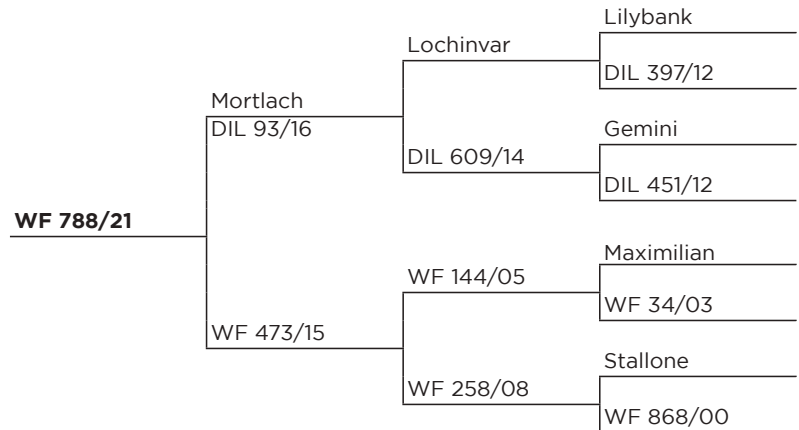 Lilybank
Lochinvar
DIL 397/12
Mortlach
DIL 93/16
Gemini
DIL 609/14
DIL 451/12
WF 788/21
Maximilian
WF 144/05
WF 34/03
WF 473/15
Stallone
WF 258/08
WF 868/00